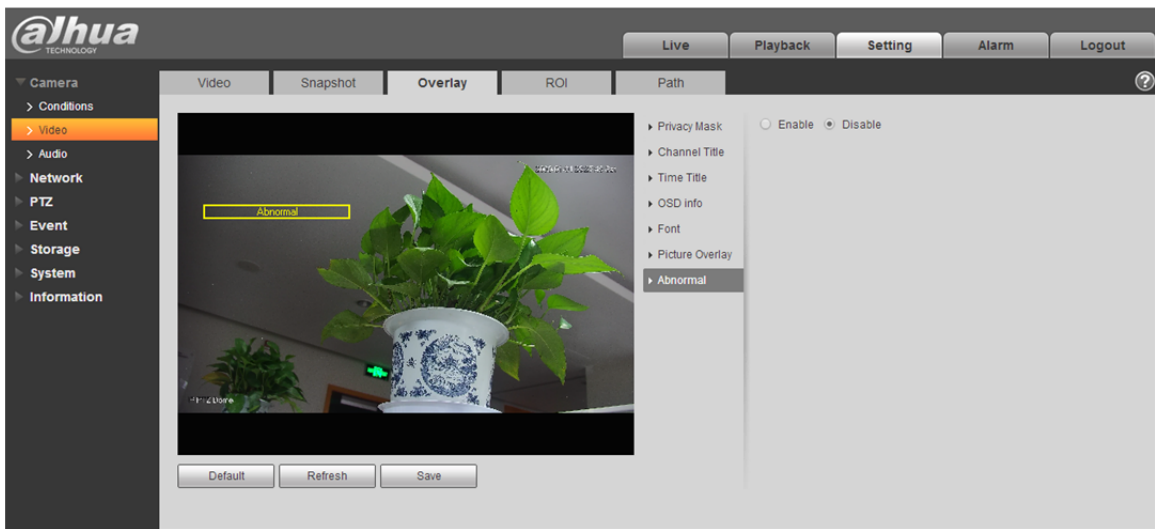 alhua
TECHNOLOGY
Live
Playback
Setting
Alarm
Logout
Camera
Conditions
Video
Audio
Network
PTZ
Event
Storage
System
Information
Video
Snapshot
Overlay
ROI
Path
?
Abnormal
PTZ Dome
Default
Refresh
Save
Privacy Mask
Channel Title
Time Title
OSD info
Font
Picture Overlay
Abnormal
Enable
Disable